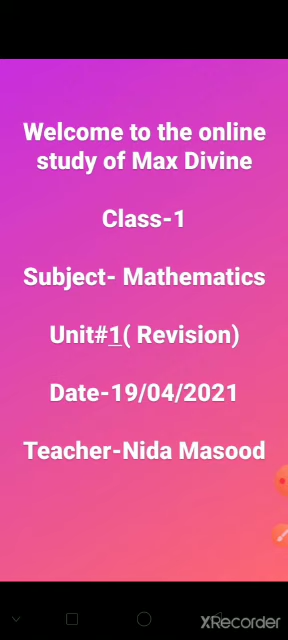 Welcome to the online
study of Max Divine
Class-1
Subject- Mathematics
Unit#1( Revision)
Date-19/04/2021
Teacher-Nida Masood
XRecorder